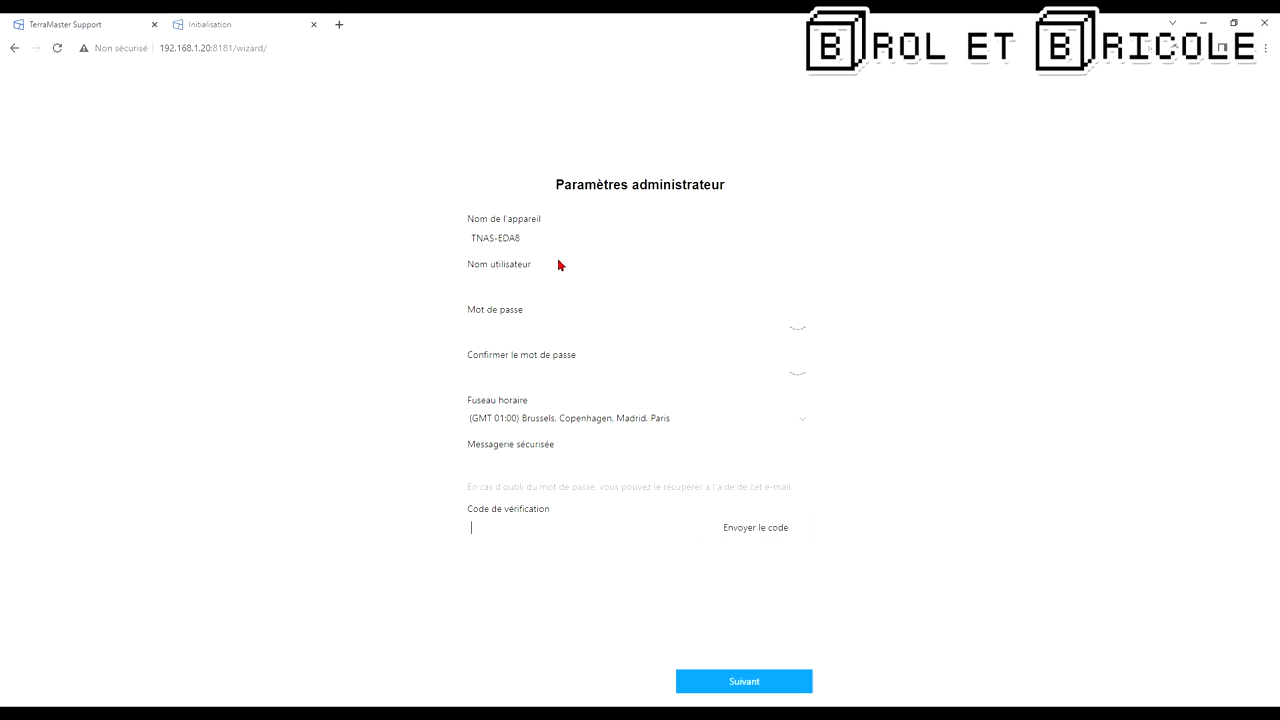 TerraMaster Support
Initialisation
BROL ET BRICOLE
Non sécurisé
192.168.1.20:8181/wizard/
Paramètres administrateur
Nom de l'appareil
TNAS-EDA8
Nom utilisateur
Mot de passe
Confirmer le mot de passe
Fuseau horaire
(GMT 01:00) Brussels, Copenhagen, Madrid, Paris
Messagerie sécurisée
En cas d'oubli du mot de passe, vous pouvez le recuperer à l'aide de cet e-mail.
Code de vérification
Envoyer le code
Suivant